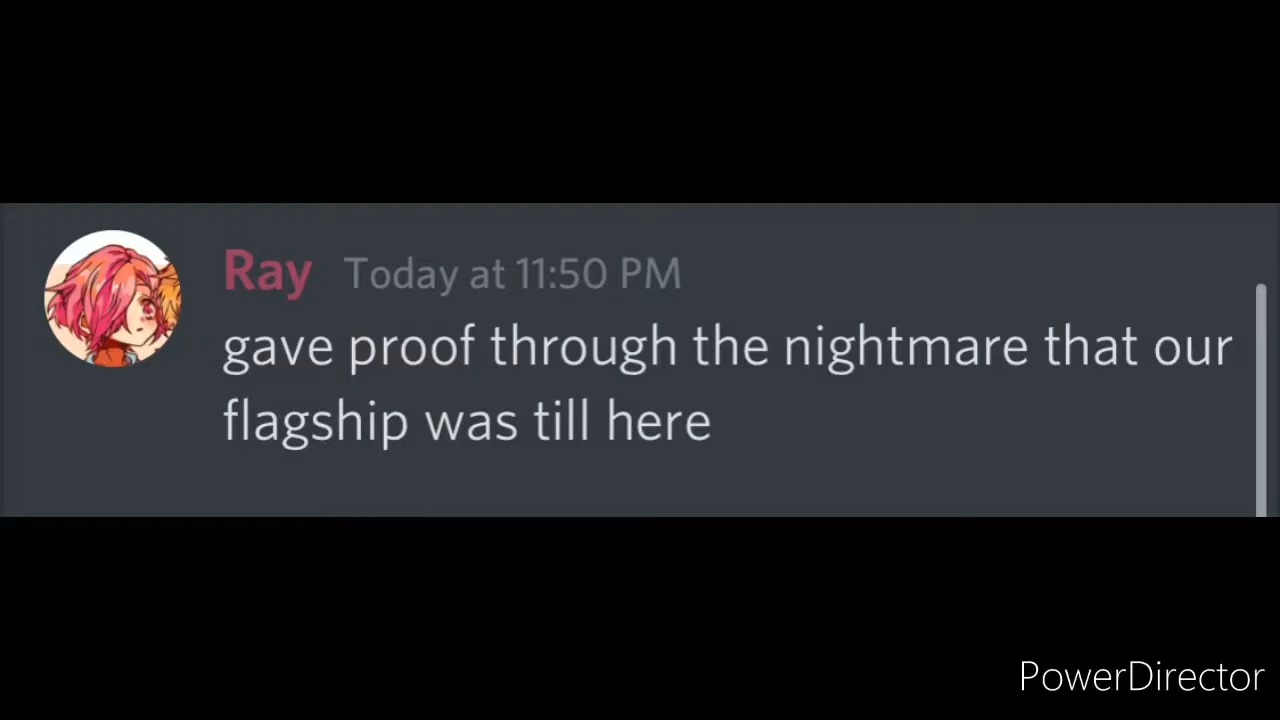 Ray Today at 11:50 PM
gave proof through the nightmare that our
flagship was till here
PowerDirector